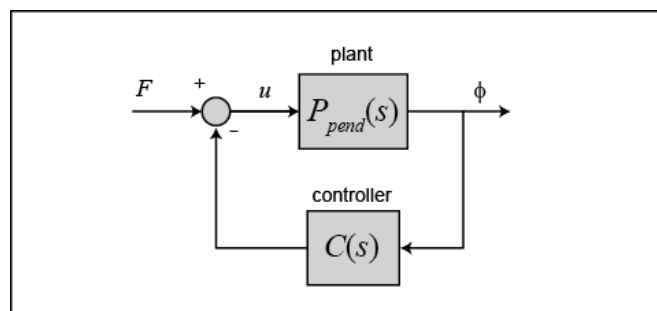 plant
F
+
u
P_pend(s)
ϕ
−
controller
C(s)